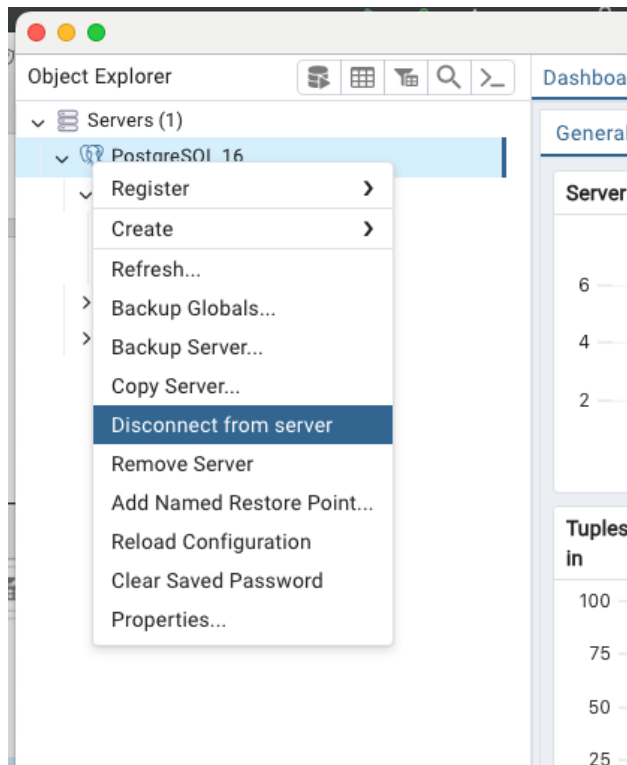 Object Explorer
Dashboa
Servers (1)
General
PostgreSQL 16
Register
Server
Create
Refresh...
6
Backup Globals...
4
Backup Server...
Copy Server...
2
Disconnect from server
Remove Server
Add Named Restore Point...
Tuples
Reload Configuration
in
Clear Saved Password
100
Properties...
75
50
25